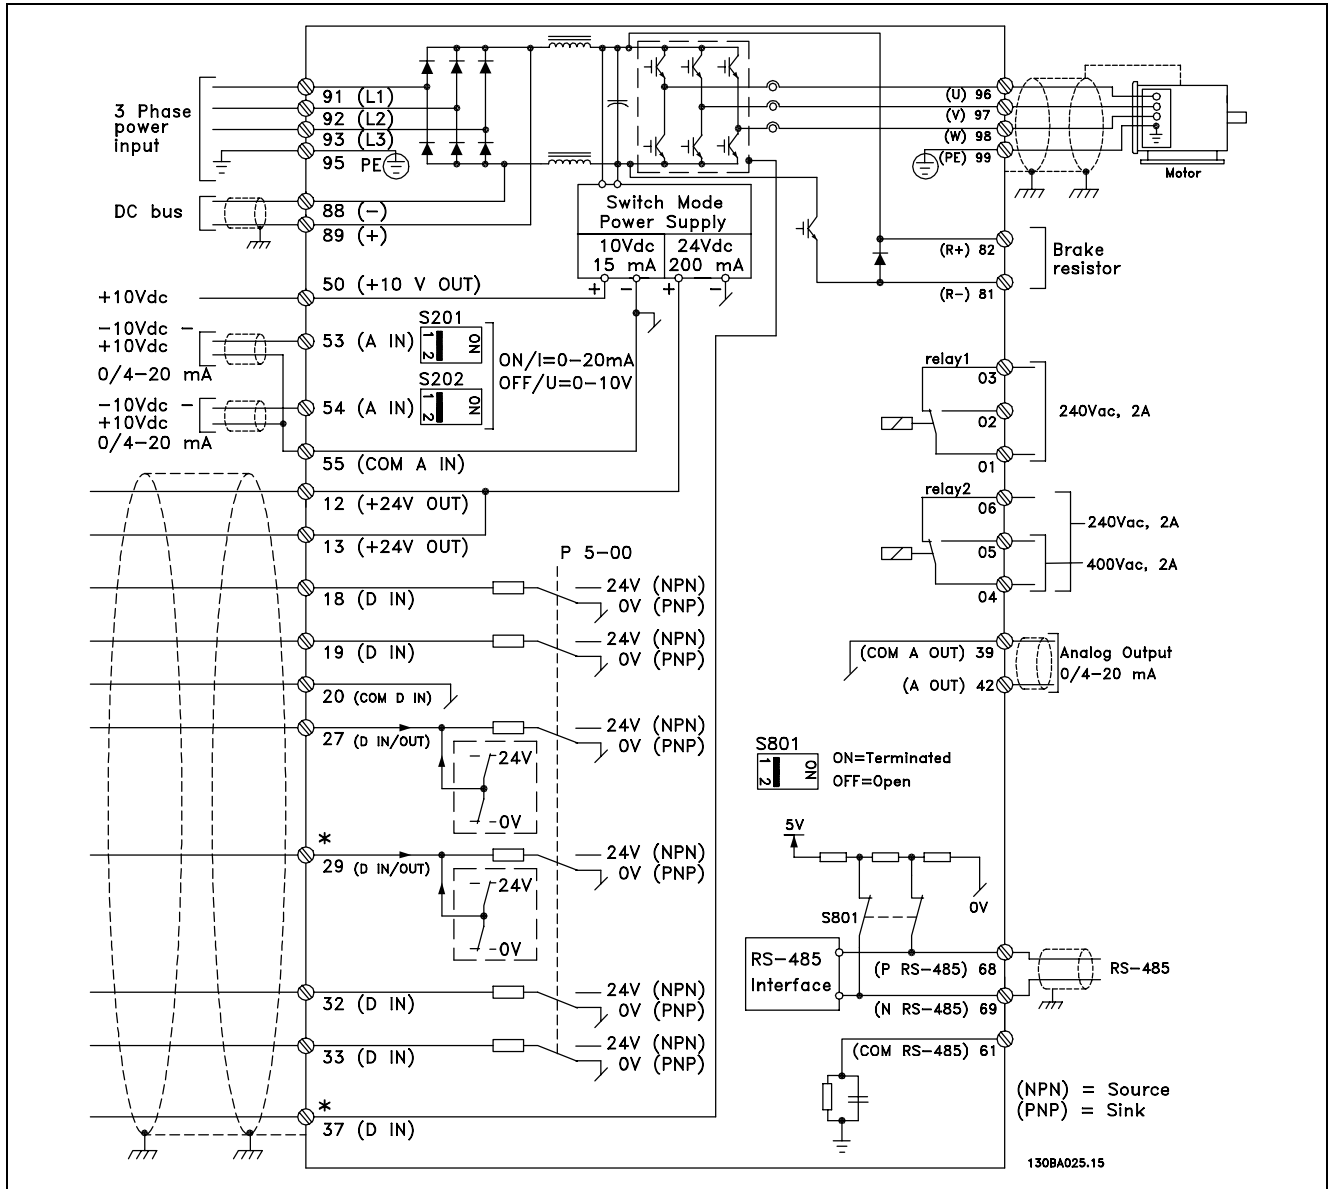 3 Phase
power
input
91 (L1)
92 (L2)
93 (L3)
95 PE
DC bus
88 (−)
89 (+)
+10Vdc
50 (+10 V OUT)
−10Vdc −
+10Vdc
0/4−20 mA
53 (A IN)
S201
1
2
ON
ON/I=0−20mA
OFF/U=0−10V
−10Vdc −
+10Vdc
0/4−20 mA
54 (A IN)
S202
1
2
ON
55 (COM A IN)
12 (+24V OUT)
13 (+24V OUT)
P 5-00
18 (D IN)
24V (NPN)
0V (PNP)
19 (D IN)
24V (NPN)
0V (PNP)
20 (COM D IN)
27 (D IN/OUT)
24V (NPN)
0V (PNP)
24V
0V
*
29 (D IN/OUT)
24V (NPN)
0V (PNP)
24V
0V
32 (D IN)
24V (NPN)
0V (PNP)
33 (D IN)
24V (NPN)
0V (PNP)
*
37 (D IN)
Switch Mode
Power Supply
10Vdc
15 mA
24Vdc
200 mA
+ − + −
(U) 96
(V) 97
(W) 98
(PE) 99
Motor
(R+) 82
(R−) 81
Brake
resistor
relay1
03
02
01
240Vac, 2A
relay2
06
05
04
240Vac, 2A
400Vac, 2A
(COM A OUT) 39
(A OUT) 42
Analog Output
0/4−20 mA
S801
1
2
ON
ON=Terminated
OFF=Open
5V
0V
S801
RS-485
Interface
(P RS-485) 68
(N RS-485) 69
RS-485
(COM RS-485) 61
(NPN) = Source
(PNP) = Sink
130BA025.15